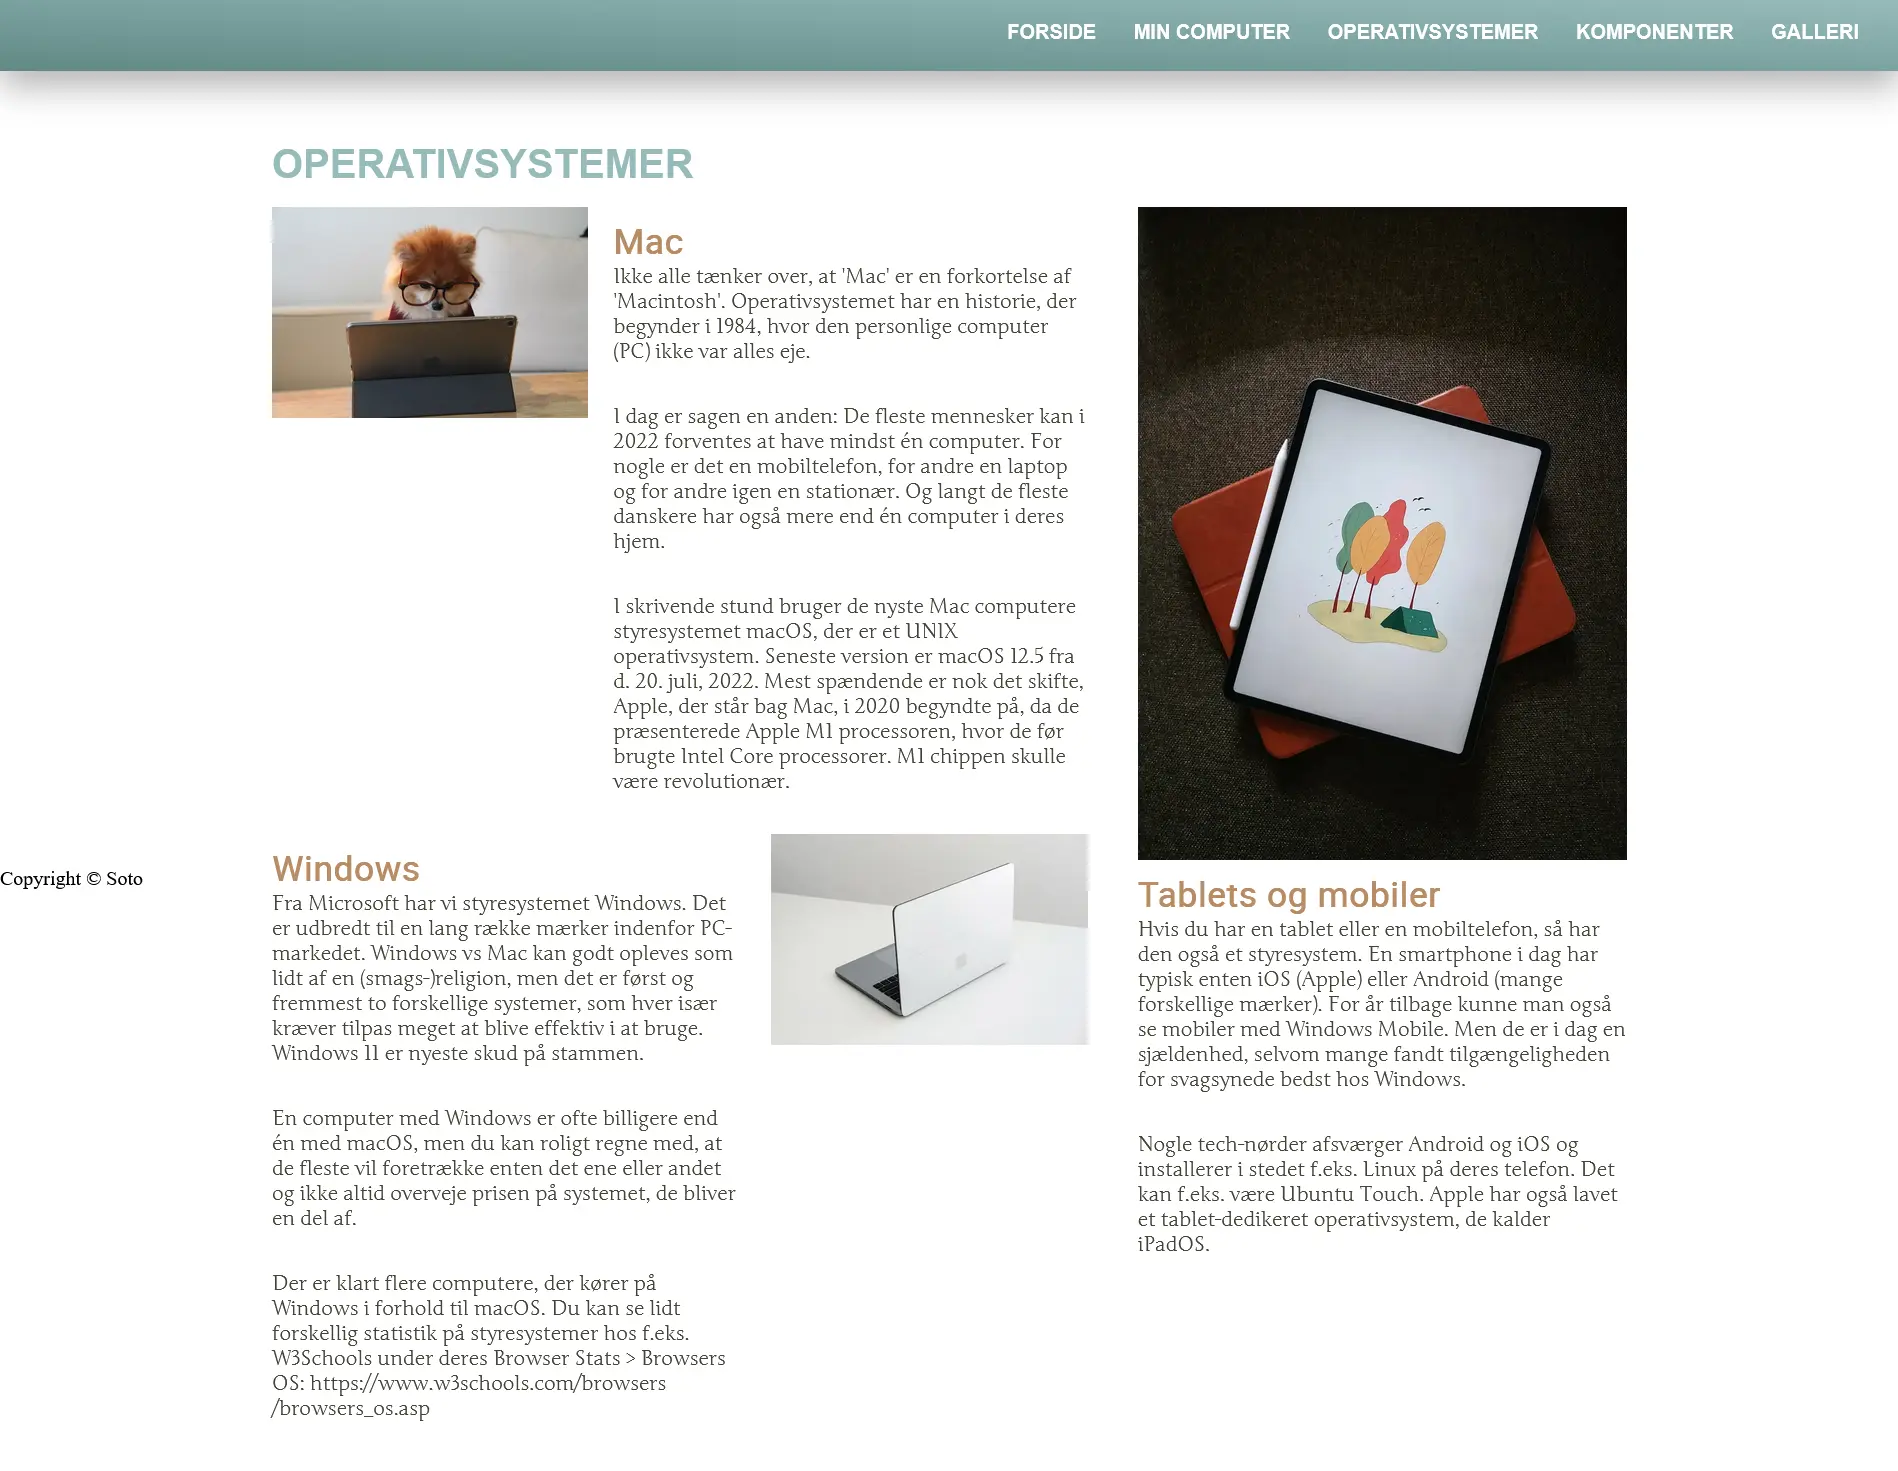 FORSIDE MIN COMPUTER OPERATIVSYSTEMER KOMPONENTER GALLERI
OPERATIVSYSTEMER
Mac
Ikke alle tænker over, at 'Mac' er en forkortelse af
'Macintosh'. Operativsystemet har en historie, der
begynder i 1984, hvor den personlige computer
(PC) ikke var alles eje.
I dag er sagen en anden: De fleste mennesker kan i
2022 forventes at have mindst én computer. For
nogle er det en mobiltelefon, for andre en laptop
og for andre igen en stationær. Og langt de fleste
danskere har også mere end én computer i deres
hjem.
I skrivende stund bruger de nyste Mac computere
styresystemet macOS, der er et UNIX
operativsystem. Seneste version er macOS 12.5 fra
d. 20. juli, 2022. Mest spændende er nok det skifte,
Apple, der står bag Mac, i 2020 begyndte på, da de
præsenterede Apple M1 processoren, hvor de før
brugte Intel Core processorer. M1 chippen skulle
være revolutionær.
Windows
Fra Microsoft har vi styresystemet Windows. Det
er udbredt til en lang række mærker indenfor PC-
markedet. Windows vs Mac kan godt opleves som
lidt af en (smags-)religion, men det er først og
fremmest to forskellige systemer, som hver især
kræver tilpas meget at blive effektiv i at bruge.
Windows 11 er nyeste skud på stammen.
En computer med Windows er ofte billigere end
én med macOS, men du kan roligt regne med, at
de fleste vil foretrække enten det ene eller andet
og ikke altid overveje prisen på systemet, de bliver
en del af.
Der er klart flere computere, der kører på
Windows i forhold til macOS. Du kan se lidt
forskellig statistik på styresystemer hos f.eks.
W3Schools under deres Browser Stats > Browsers
OS: https://www.w3schools.com/browsers
/browsers_os.asp
Tablets og mobiler
Hvis du har en tablet eller en mobiltelefon, så har
den også et styresystem. En smartphone i dag har
typisk enten iOS (Apple) eller Android (mange
forskellige mærker). For år tilbage kunne man også
se mobiler med Windows Mobile. Men de er i dag en
sjældenhed, selvom mange fandt tilgængeligheden
for svagsynede bedst hos Windows.
Nogle tech-nørder afsværger Android og iOS og
installerer i stedet f.eks. Linux på deres telefon. Det
kan f.eks. være Ubuntu Touch. Apple har også lavet
et tablet-dedikeret operativsystem, de kalder
iPadOS.
Copyright © Soto